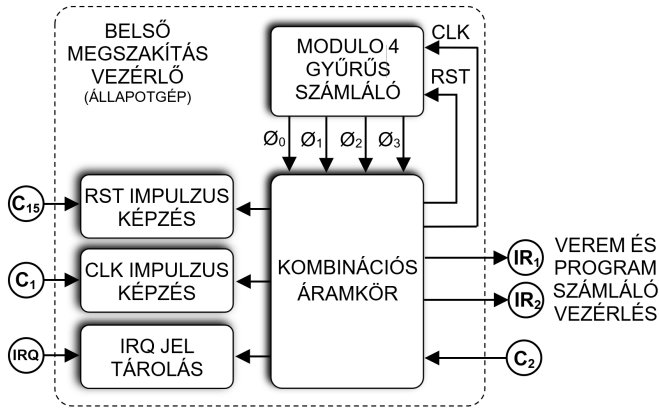 BELSŐ
MEGSZAKÍTÁS
VEZÉRLŐ
(ÁLLAPOTGÉP)
MODULO 4
GYŰRŰS
SZÁMLÁLÓ
CLK
RST
Ø0 Ø1 Ø2 Ø3
C15
RST IMPULZUS
KÉPZÉS
C1
CLK IMPULZUS
KÉPZÉS
IRQ
IRQ JEL
TÁROLÁS
KOMBINÁCIÓS
ÁRAMKÖR
IR1
IR2
C2
VEREM ÉS
PROGRAM
SZÁMLÁLÓ
VEZÉRLÉS